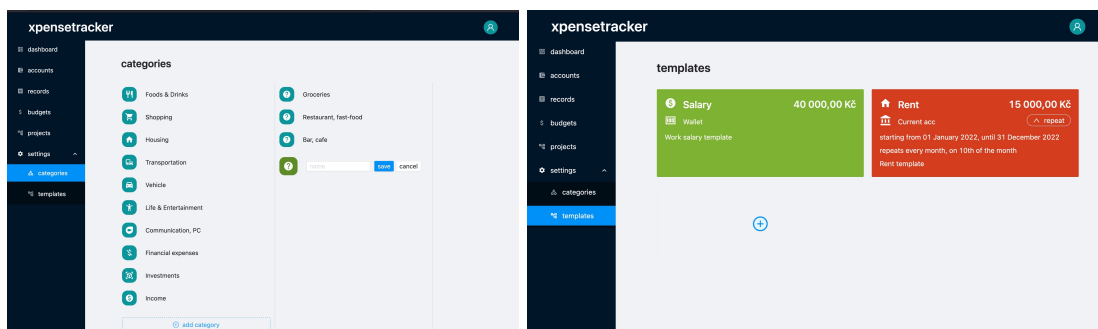 xpensetracker
dashboard
accounts
records
budgets
projects
settings
categories
templates
categories
Foods & Drinks
Shopping
Housing
Transportation
Vehicle
Life & Entertainment
Communication, PC
Financial expenses
Investments
Income
add category
Groceries
Restaurant, fast-food
Bar, cafe
name
save cancel
xpensetracker
dashboard
accounts
records
budgets
projects
settings
categories
templates
templates
Salary 40 000,00 Kč
Wallet
Work salary template
Rent 15 000,00 Kč
Current acc repeat
starting from 01 January 2022, until 31 December 2022
repeats every month, on 10th of the month
Rent template